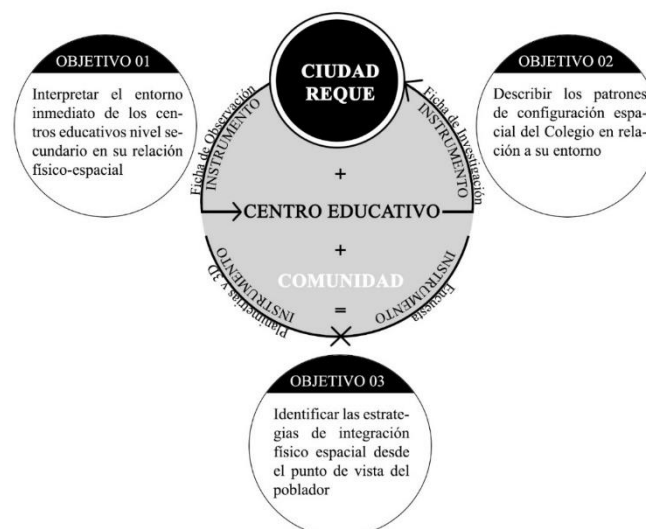 OBJETIVO 01
Interpretar el entorno
inmediato de los cen-
tros educativos nivel se-
cundario en su relación
físico-espacial
CIUDAD
REQUE
OBJETIVO 02
Describir los patrones
de configuración espa-
cial del Colegio en rela-
ción a su entorno
Ficha de Observación
INSTRUMENTO
Ficha de Investigación
INSTRUMENTO
+
CENTRO EDUCATIVO
+
COMUNIDAD
=
Planimetrias y 3D
INSTRUMENTO
Encuesta
INSTRUMENTO
OBJETIVO 03
Identificar las estrate-
gias de integración
físico espacial desde
el punto de vista del
poblador